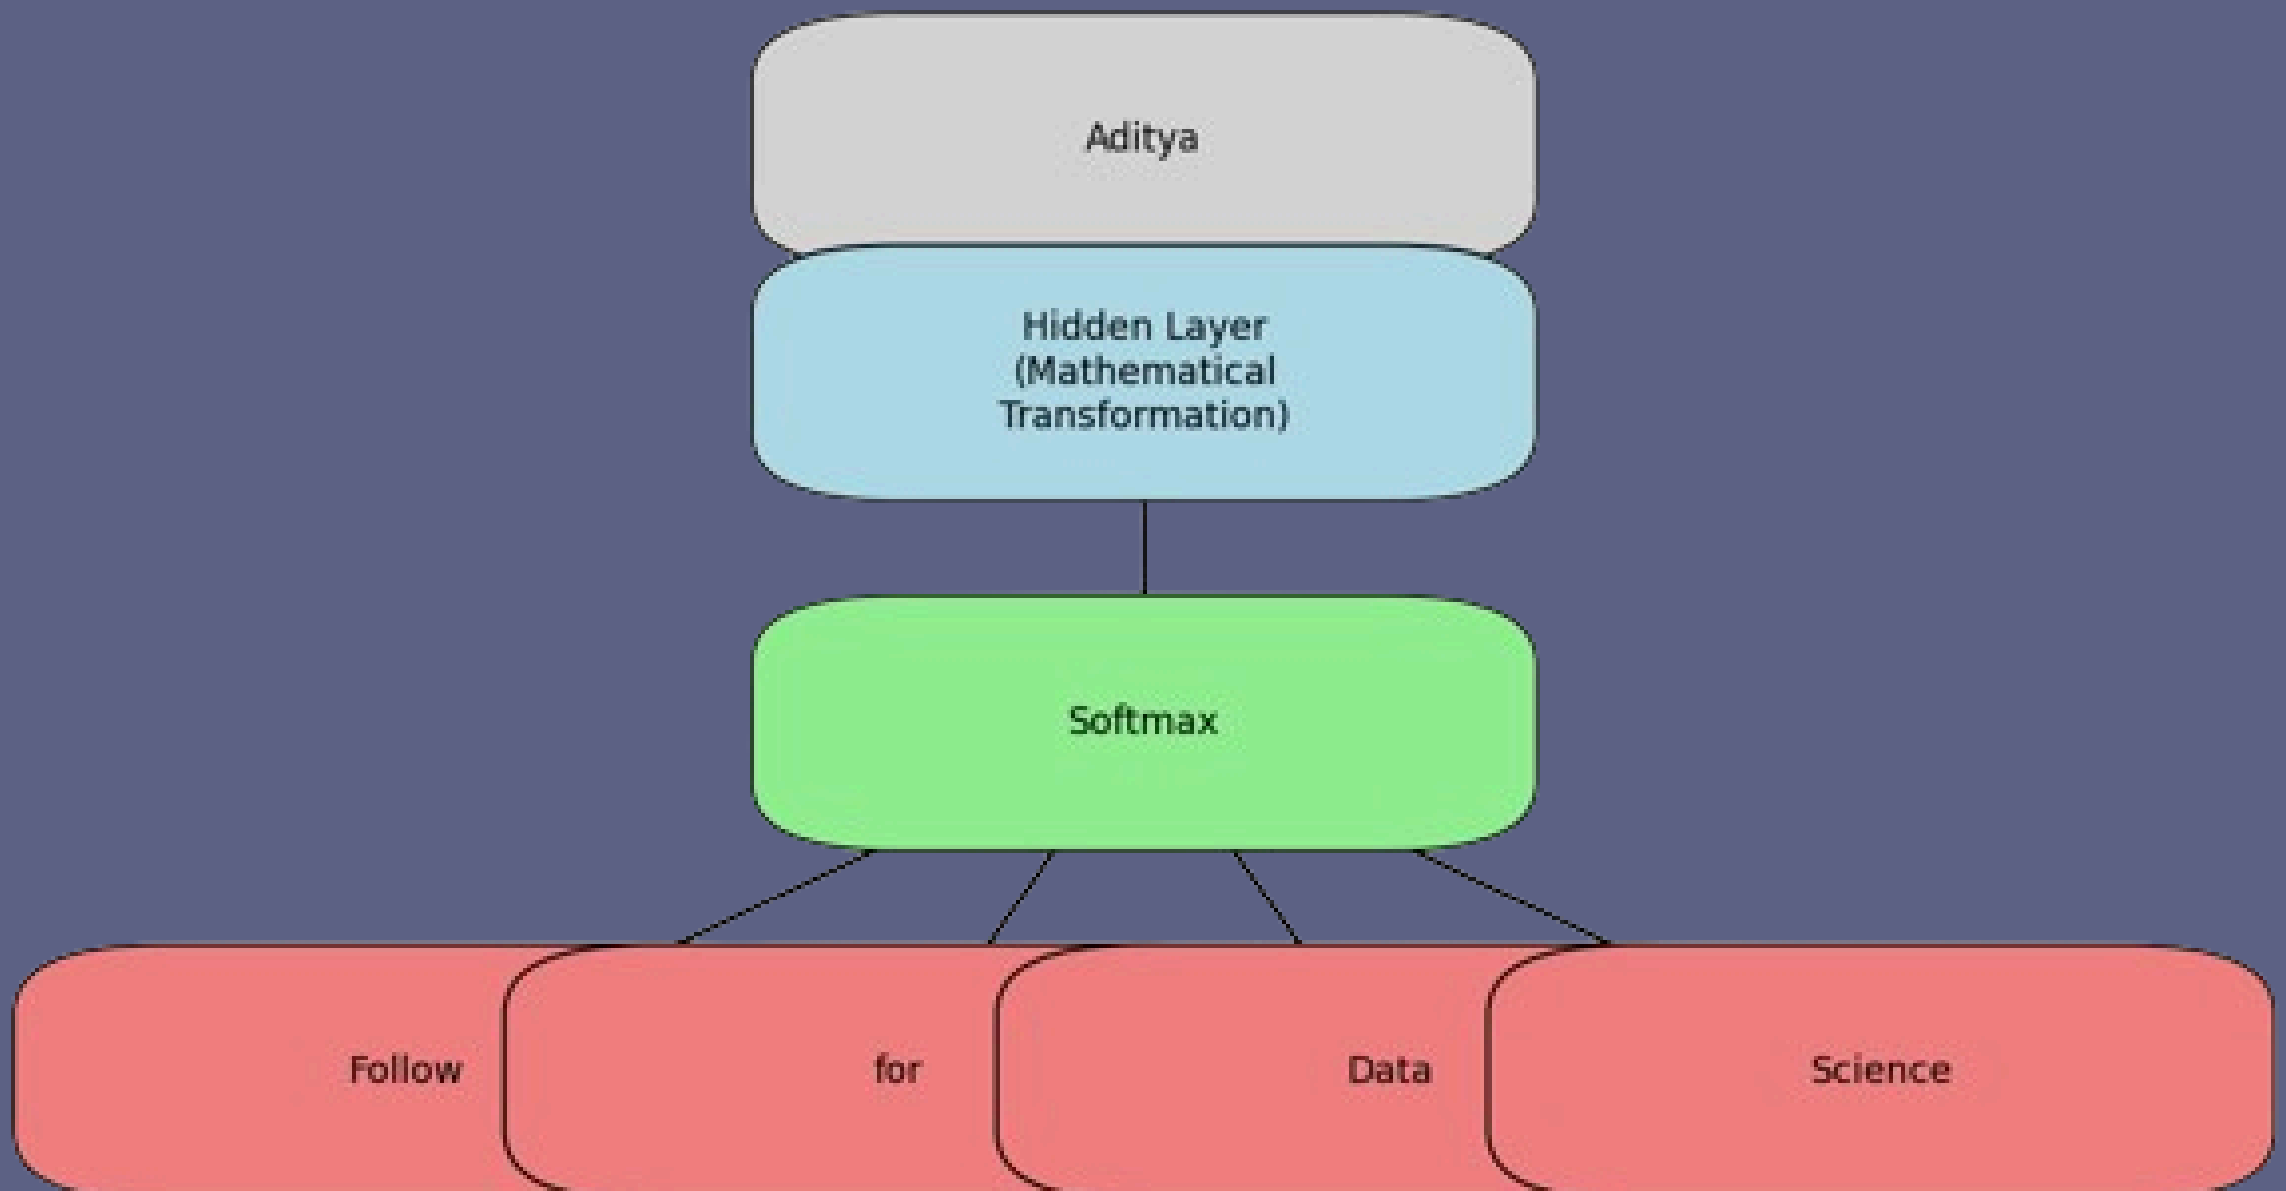 Aditya
Hidden Layer
(Mathematical
Transformation)
Softmax
Follow
for
Data
Science